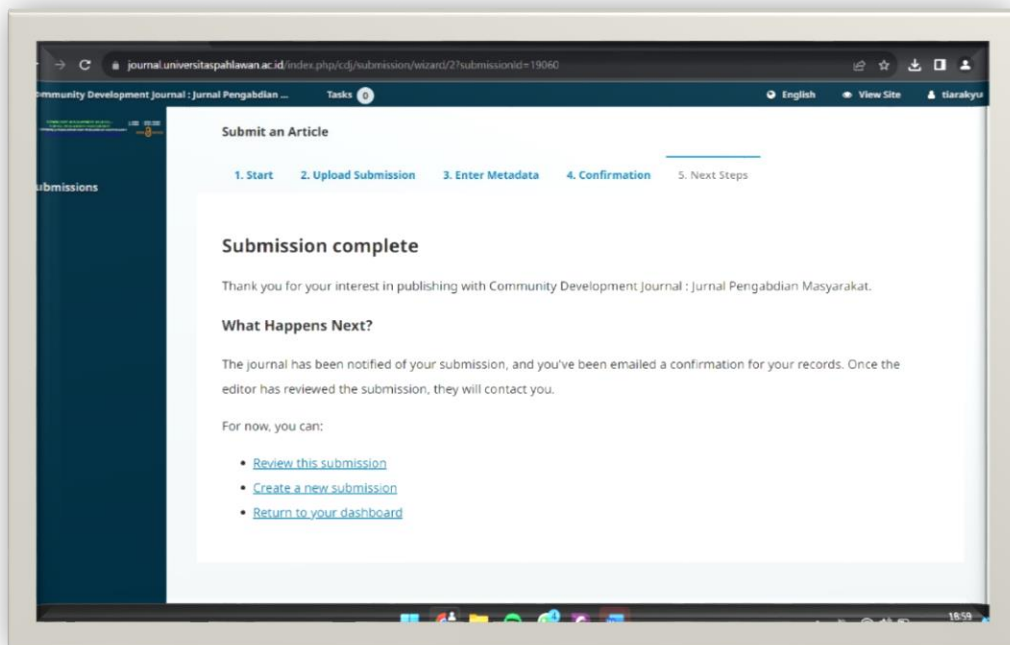 journal.universitaspahlawan.ac.id/index.php/cdj/submission/wizard/2?submissionId=19060
Community Development Journal : Jurnal Pengabdian ... Tasks 0 English View Site tiarakyu
Submit an Article
1. Start 2. Upload Submission 3. Enter Metadata 4. Confirmation 5. Next Steps
ubmissions
Submission complete
Thank you for your interest in publishing with Community Development Journal : Jurnal Pengabdian Masyarakat.
What Happens Next?
The journal has been notified of your submission, and you've been emailed a confirmation for your records. Once the
editor has reviewed the submission, they will contact you.
For now, you can:
• Review this submission
• Create a new submission
• Return to your dashboard
18:59